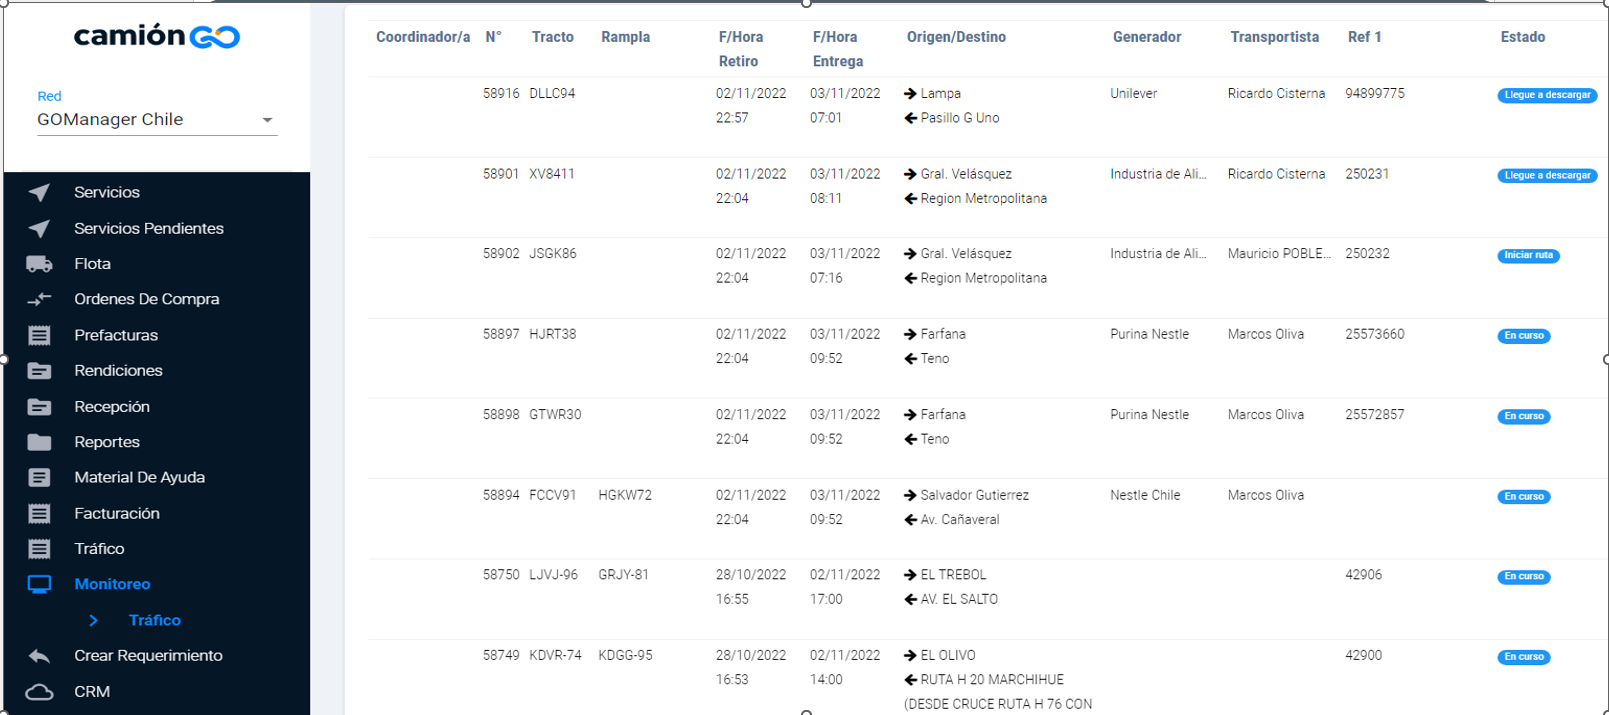 camiónGO
Red
GOManager Chile
Servicios
Servicios Pendientes
Flota
Ordenes De Compra
Prefacturas
Rendiciones
Recepción
Reportes
Material De Ayuda
Facturación
Tráfico
Monitoreo
Tráfico
Crear Requerimiento
CRM
Coordinador/a N° Tracto Rampla F/Hora Retiro F/Hora Entrega Origen/Destino Generador Transportista Ref 1 Estado
58916 DLLC94 02/11/2022 03/11/2022 Lampa Unilever Ricardo Cisterna 94899775 Llegue a descargar
22:57 07:01 Pasillo G Uno
58901 XV8411 02/11/2022 03/11/2022 Gral. Velásquez Industria de Ali... Ricardo Cisterna 250231 Llegue a descargar
22:04 08:11 Region Metropolitana
58902 JSGK86 02/11/2022 03/11/2022 Gral. Velásquez Industria de Ali... Mauricio POBLE... 250232 Iniciar ruta
22:04 07:16 Region Metropolitana
58897 HJRT38 02/11/2022 03/11/2022 Farfana Purina Nestle Marcos Oliva 25573660 En curso
22:04 09:52 Teno
58898 GTWR30 02/11/2022 03/11/2022 Farfana Purina Nestle Marcos Oliva 25572857 En curso
22:04 09:52 Teno
58894 FCCV91 HGKW72 02/11/2022 03/11/2022 Salvador Gutierrez Nestle Chile Marcos Oliva En curso
22:04 09:52 Av. Cañaveral
58750 LJVJ-96 GRJY-81 28/10/2022 02/11/2022 EL TREBOL 42906 En curso
16:55 17:00 AV. EL SALTO
58749 KDVR-74 KDGG-95 28/10/2022 02/11/2022 EL OLIVO 42900 En curso
16:53 14:00 RUTA H 20 MARCHIHUE
(DESDE CRUCE RUTA H 76 CON